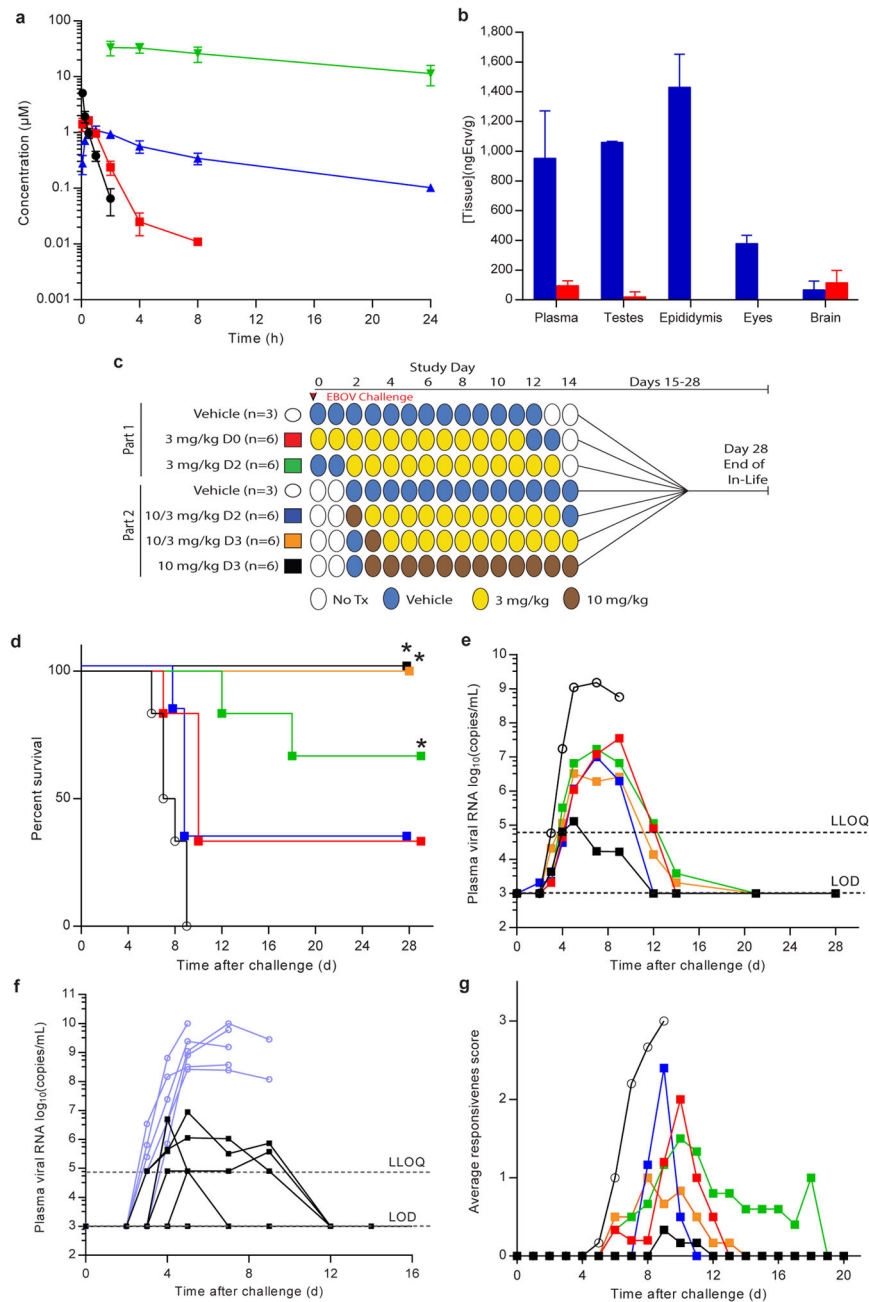 a
100
10
1
0.1
0.01
0.001
Concentration (µM)
0
4
8
12
16
20
24
Time (h)
b
1,800
1,600
1,400
1,200
1,000
800
600
400
200
0
[Tissue](ngEqv/g)
Plasma
Testes
Epididymis
Eyes
Brain
c
Study Day
0 2 4 6 8 10 12 14 Days 15-28
EBOV Challenge
Part 1
Vehicle (n=3)
3 mg/kg D0 (n=6)
3 mg/kg D2 (n=6)
Part 2
Vehicle (n=3)
10/3 mg/kg D2 (n=6)
10/3 mg/kg D3 (n=6)
10 mg/kg D3 (n=6)
Day 28
End of
In-Life
No Tx
Vehicle
3 mg/kg
10 mg/kg
d
100
50
0
Percent survival
*
*
*
0 4 8 12 16 20 24 28
Time after challenge (d)
e
10
9
8
7
6
5
4
3
2
Plasma viral RNA log10(copies/mL)
LLOQ
LOD
0 4 8 12 16 20 24 28
Time after challenge (d)
f
11
10
9
8
7
6
5
4
3
2
Plasma viral RNA log10(copies/mL)
LLOQ
LOD
0 4 8 12 16
Time after challenge (d)
g
3
2
1
0
Average responsivenes score
0 4 8 13 16 20
Time after challenge (d)